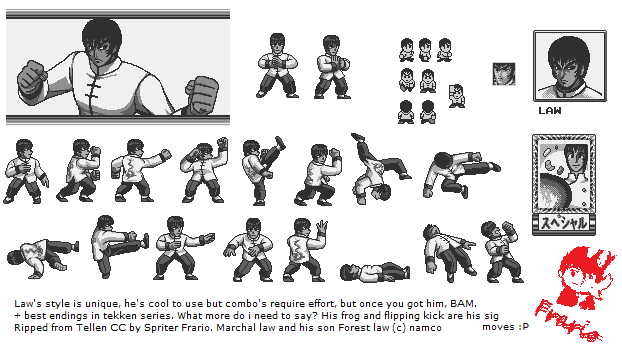 LAW
スペシャル
Frario
Law's style is unique, he's cool to use but combo's require effort, but once you got him, BAM.
+ best endings in tekken series. What more do i need to say? His frog and flipping kick are his sig
moves :P
Ripped from Tellen CC by Spriter Frario. Marchal law and his son Forest law (c) namco